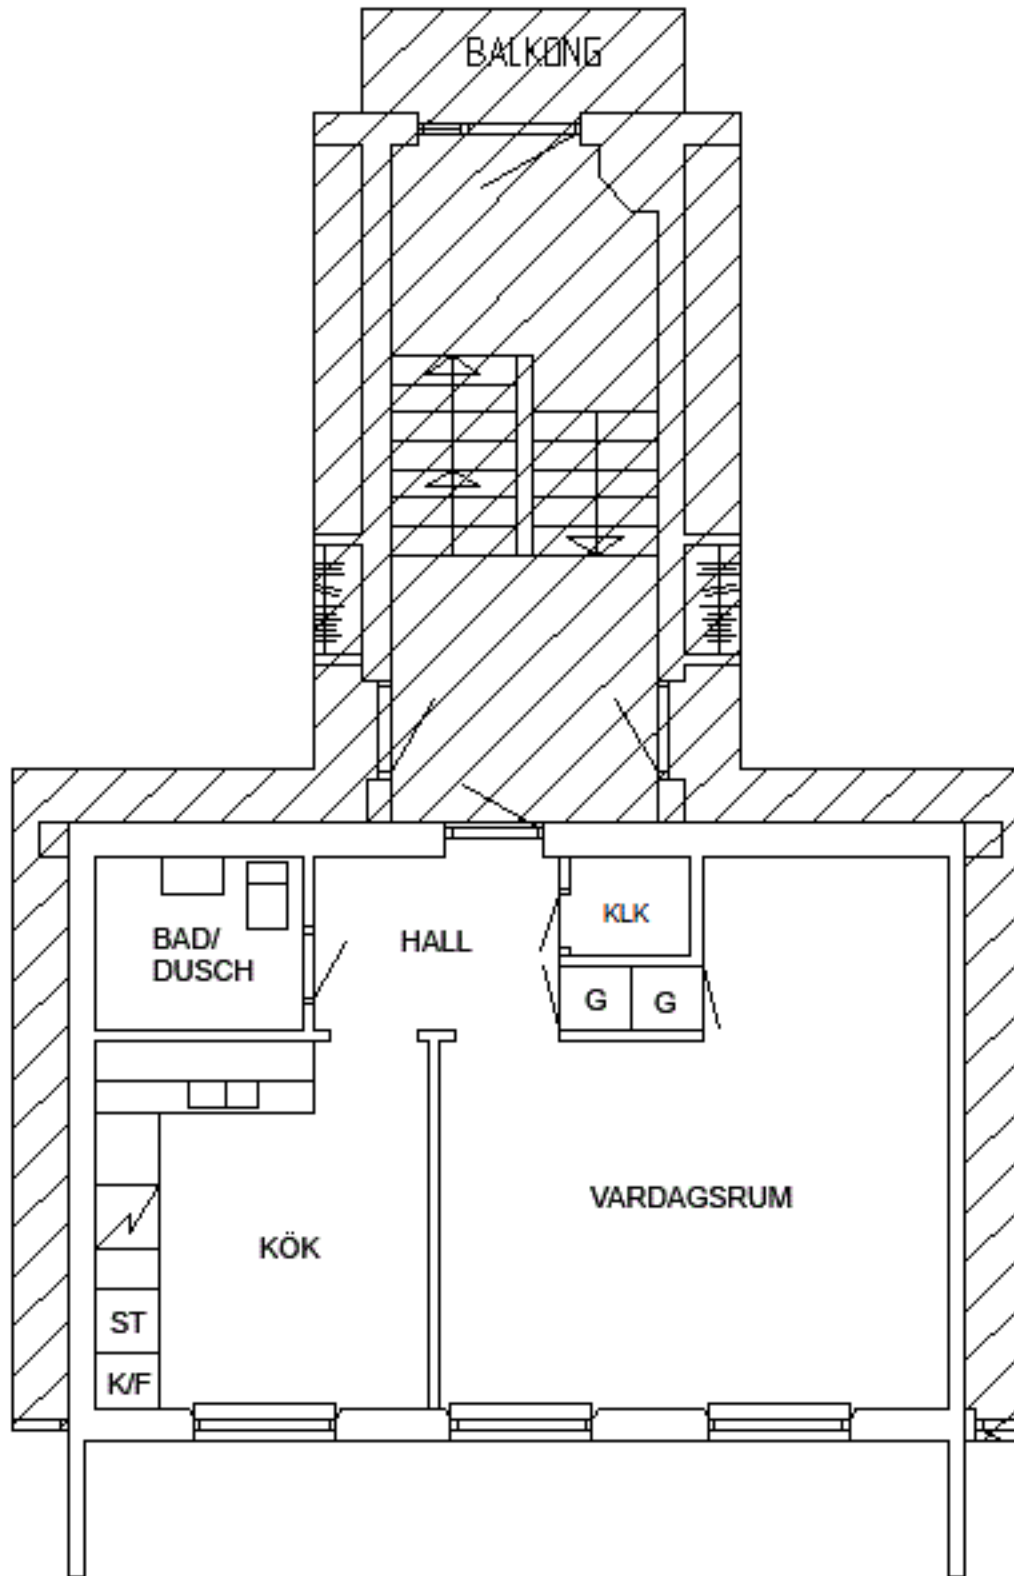 BALKONG
KLK
BAD/
DUSCH
HALL
G
G
VARDAGSRUM
KÖK
ST
K/F